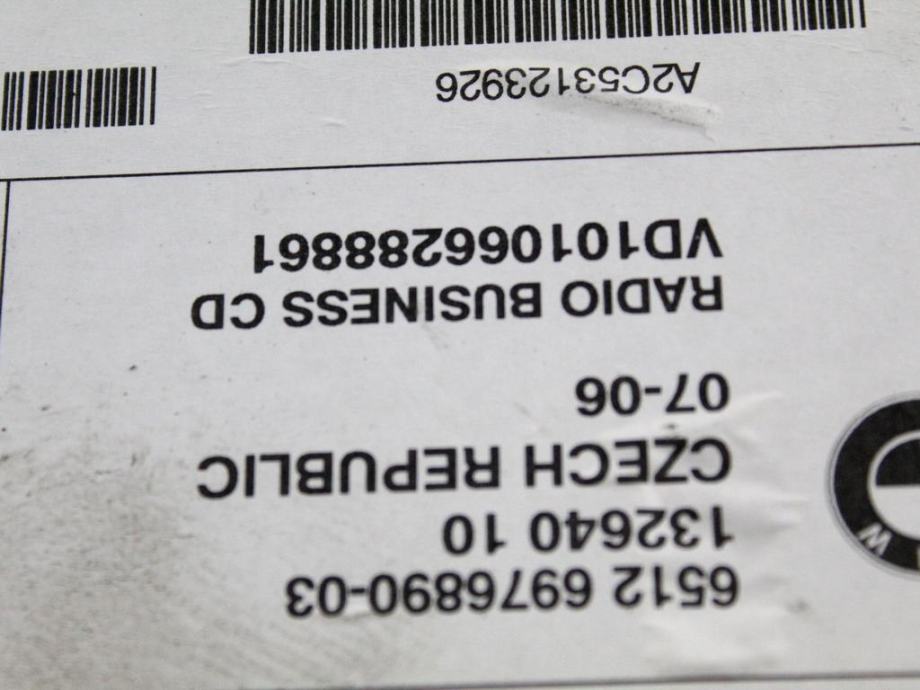 6512 6976890-03
132640 10
CZECH REPUBLIC
07-06
RADIO BUSINESS CD
VD101066288861
A2C53123926
W